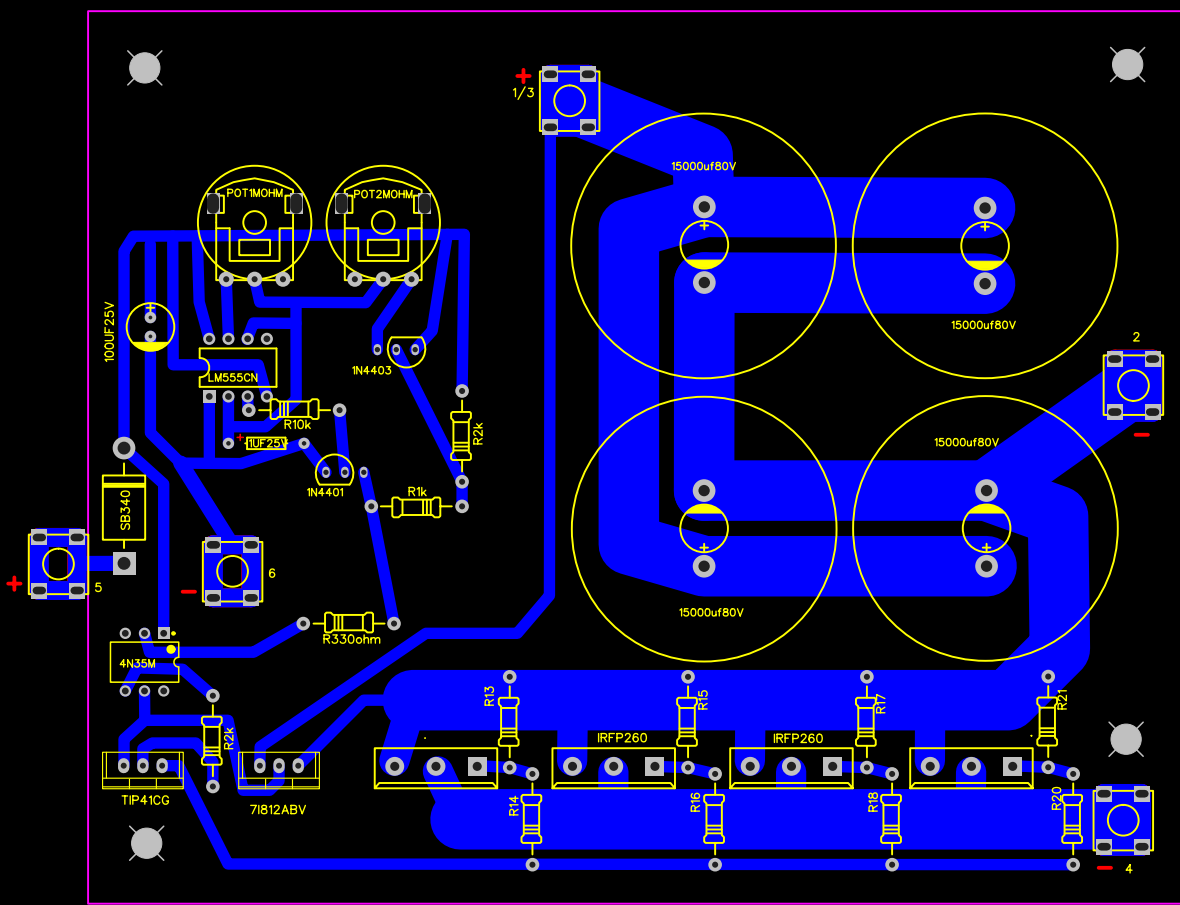 +
1/3
15000uf80V
POT1MOHM
POT2MOHM
+
+
100UF25V
+
15000uf80V
2
1N4403
LM555CN
-
R10k
R2k
15000uf80V
+
1UF25V
1N4401
R1k
SB340
+
+
+
5
-
6
15000uf80V
R330ohm
4N35M
R13
R15
R17
R21
R2k
IRFP260
IRFP260
TIP41CG
7I812ABV
R14
R16
R18
R20
-
4